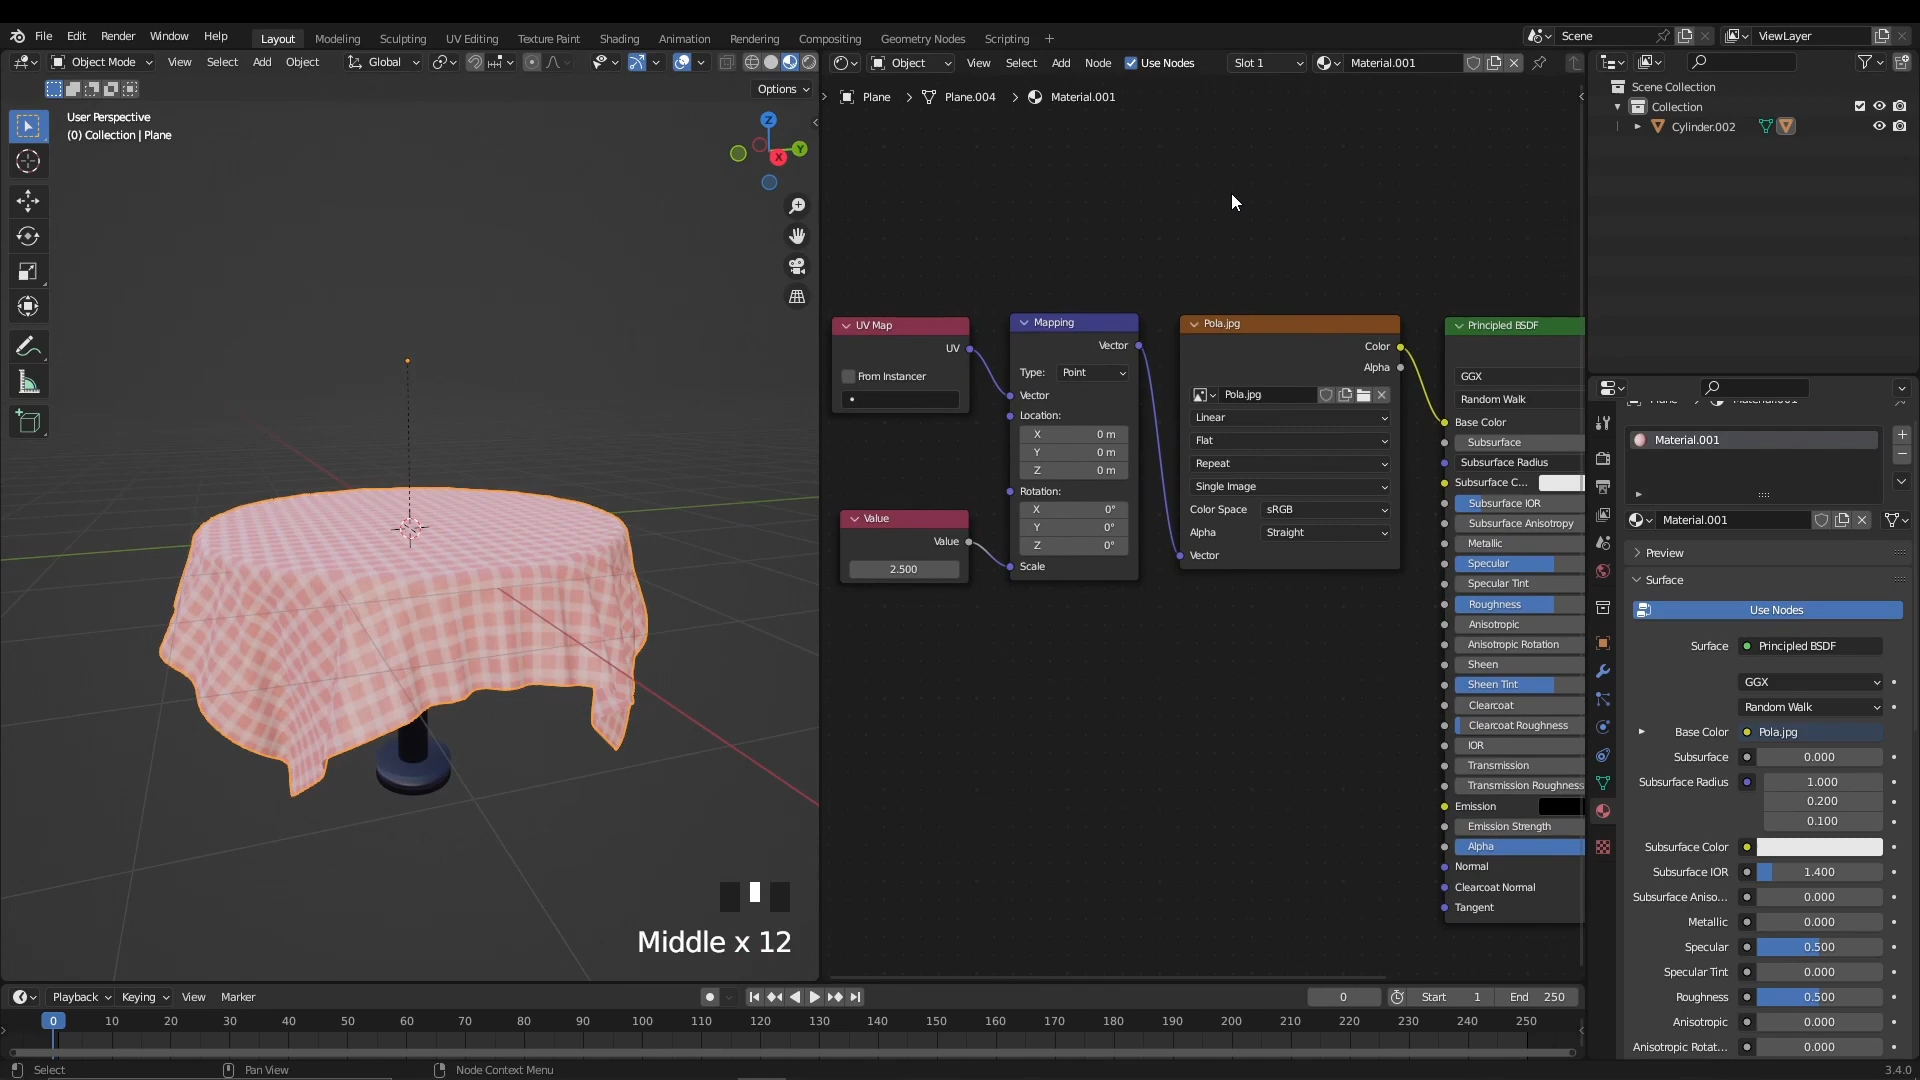 File Edit Render Window Help
Layout Modeling Sculpting UV Editing Texture Paint Shading Animation Rendering Compositing Geometry Nodes Scripting +
Scene
ViewLayer
Object Mode View Select Add Object Global
Options
User Perspective
(0) Collection | Plane
Z
Y
X
Middle x 12
Object View Select Add Node Use Nodes Slot 1 Material.001
Plane > Plane.004 > Material.001
UV Map
UV
From Instancer
Value
Value
2.500
Mapping
Vector
Type: Point
Vector
Location:
X 0 m
Y 0 m
Z 0 m
Rotation:
X 0°
Y 0°
Z 0°
Scale
Pola.jpg
Color
Alpha
Pola.jpg
Linear
Flat
Repeat
Single Image
Color Space sRGB
Alpha Straight
Vector
Principled BSDF
GGX
Random Walk
Base Color
Subsurface
Subsurface Radius
Subsurface C...
Subsurface IOR
Subsurface Anisotropy
Metallic
Specular
Specular Tint
Roughness
Anisotropic
Anisotropic Rotation
Sheen
Sheen Tint
Clearcoat
Clearcoat Roughness
IOR
Transmission
Transmission Roughness
Emission
Emission Strength
Alpha
Normal
Clearcoat Normal
Tangent
Scene Collection
Collection
Cylinder.002
Material.001
Material.001
Preview
Surface
Use Nodes
Surface Principled BSDF
GGX
Random Walk
Base Color Pola.jpg
Subsurface 0.000
Subsurface Radius 1.000
0.200
0.100
Subsurface Color
Subsurface IOR 1.400
Subsurface Aniso... 0.000
Metallic 0.000
Specular 0.500
Specular Tint 0.000
Roughness 0.500
Anisotropic 0.000
Anisotropic Rotat... 0.000
Playback Keying View Marker
0 Start 1 End 250
0 10 20 30 40 50 60 70 80 90 100 110 120 130 140 150 160 170 180 190 200 210 220 230 240 250
Select Pan View Node Context Menu 3.4.0